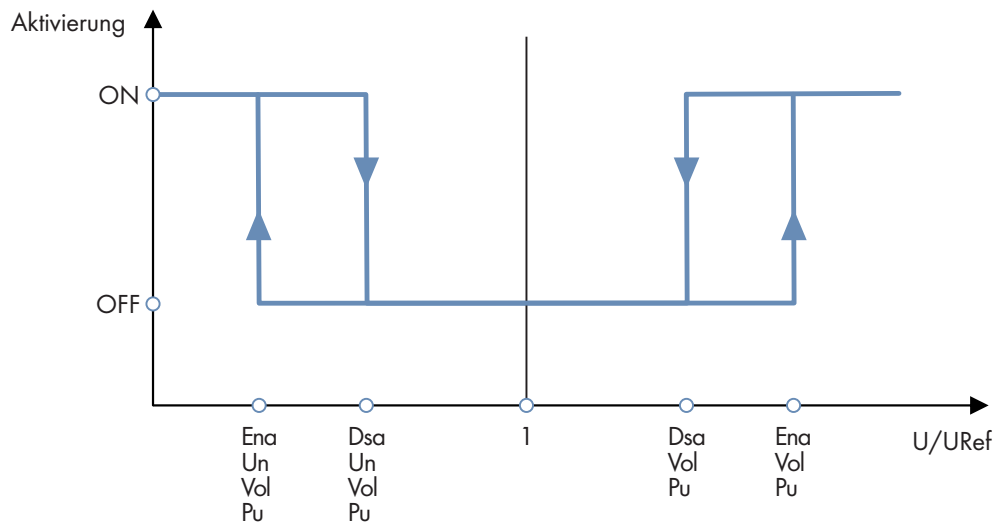 Aktivierung
ON
OFF
Ena
Un
Vol
Pu
Dsa
Un
Vol
Pu
1
Dsa
Vol
Pu
Ena
Vol
Pu
U/URef